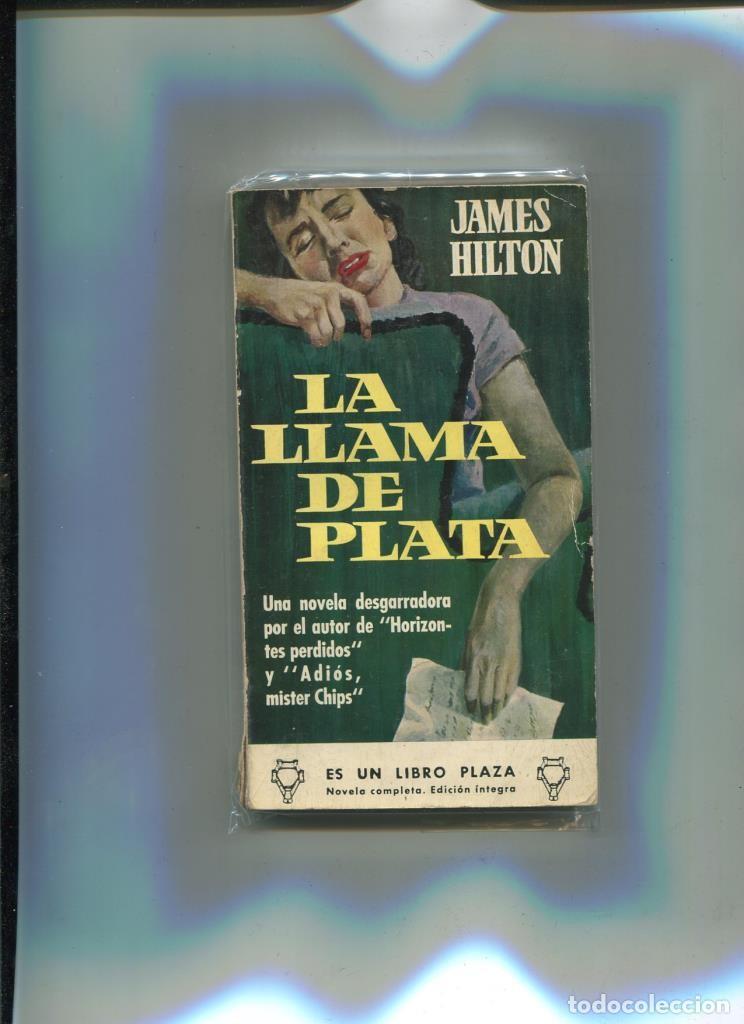 JAMES
HILTON
LA
LLAMA
DE
PLATA
Una novela desgarradora
por el autor de "Horizon-
tes perdidos"
y "Adiós,
mister Chips"
ES UN LIBRO PLAZA
Novela completa. Edición íntegra
todocoleccion